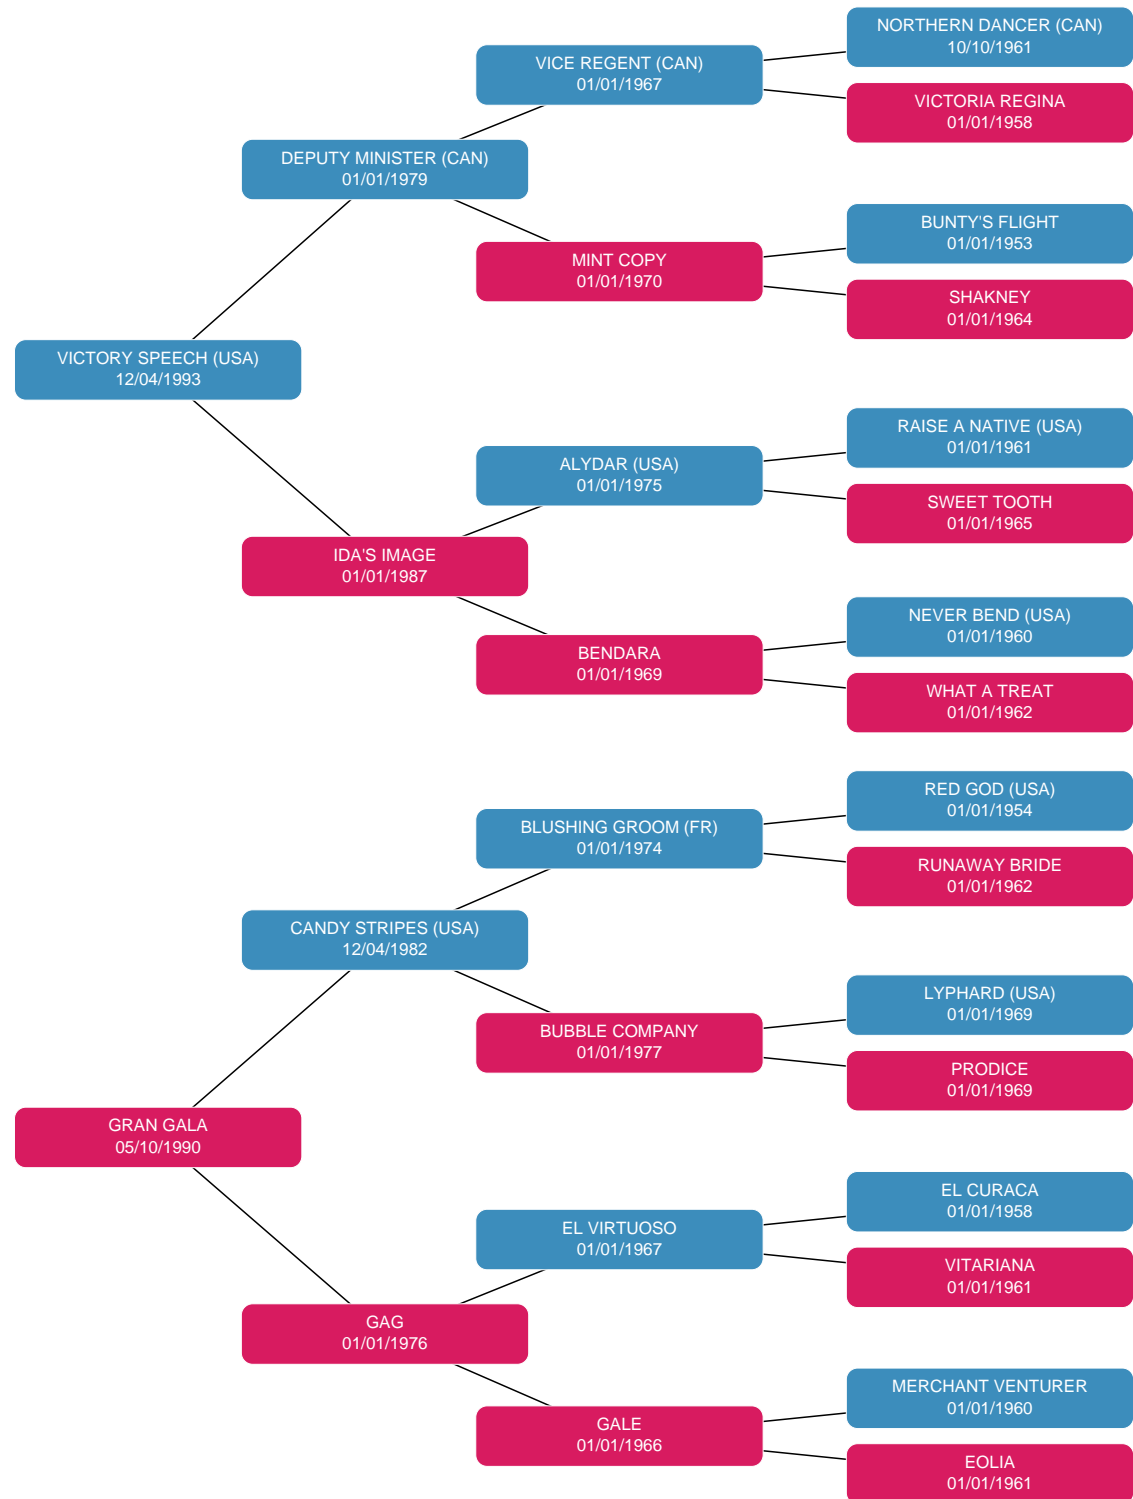 NORTHERN DANCER (CAN)
10/10/1961
VICE REGENT (CAN)
01/01/1967
VICTORIA REGINA
01/01/1958
DEPUTY MINISTER (CAN)
01/01/1979
BUNTY'S FLIGHT
01/01/1953
MINT COPY
01/01/1970
SHAKNEY
01/01/1964
VICTORY SPEECH (USA)
12/04/1993
RAISE A NATIVE (USA)
01/01/1961
ALYDAR (USA)
01/01/1975
SWEET TOOTH
01/01/1965
IDA'S IMAGE
01/01/1987
NEVER BEND (USA)
01/01/1960
BENDARA
01/01/1969
WHAT A TREAT
01/01/1962
RED GOD (USA)
01/01/1954
BLUSHING GROOM (FR)
01/01/1974
RUNAWAY BRIDE
01/01/1962
CANDY STRIPES (USA)
12/04/1982
LYPHARD (USA)
01/01/1969
BUBBLE COMPANY
01/01/1977
PRODICE
01/01/1969
GRAN GALA
05/10/1990
EL CURACA
01/01/1958
EL VIRTUOSO
01/01/1967
VITARIANA
01/01/1961
GAG
01/01/1976
MERCHANT VENTURER
01/01/1960
GALE
01/01/1966
EOLIA
01/01/1961